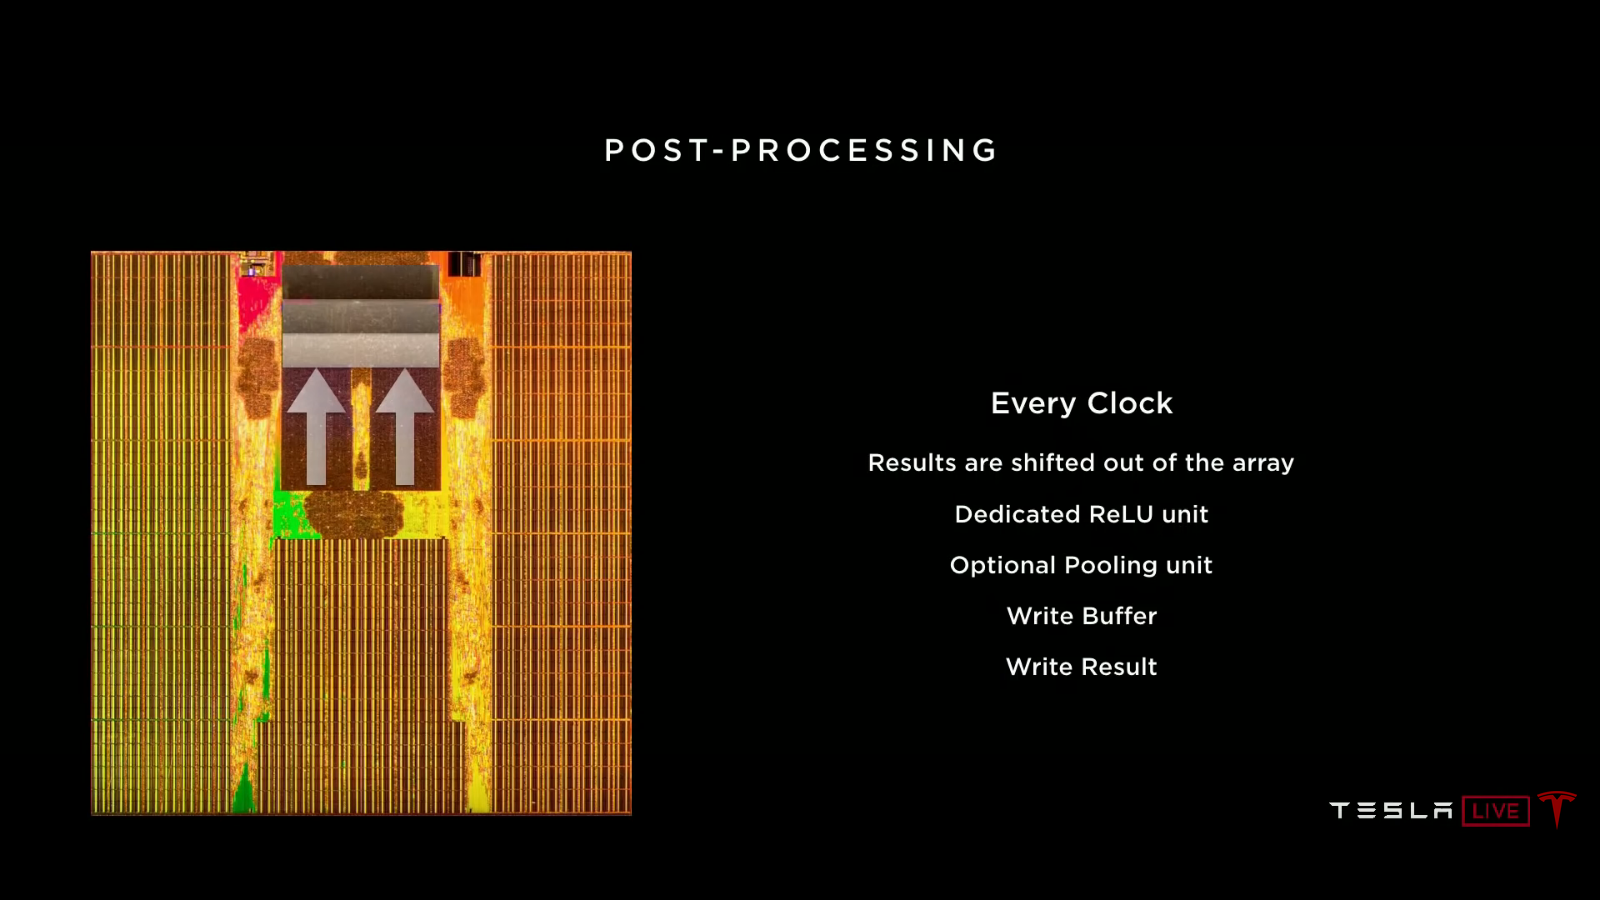 POST-PROCESSING
Every Clock
Results are shifted out of the array
Dedicated ReLU unit
Optional Pooling unit
Write Buffer
Write Result
TESLA LIVE